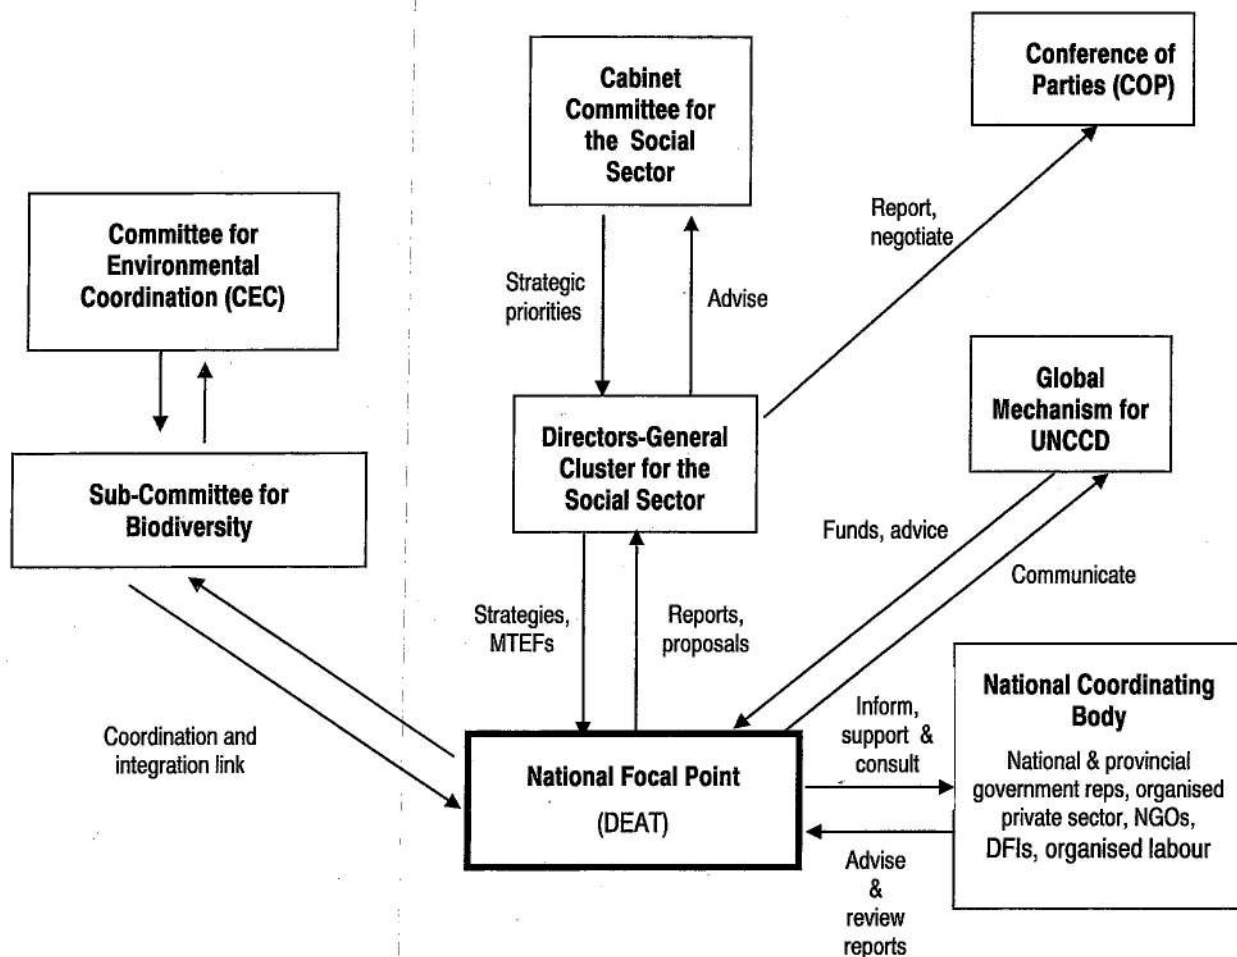 Cabinet
Committee for
the Social
Sector
Conference of
Parties (COP)
Committee for
Environmental
Coordination (CEC)
Report,
negotiate
Strategic
priorities
Advise
Global
Mechanism for
UNCCD
Directors-General
Cluster for the
Social Sector
Sub-Committee for
Biodiversity
Funds, advice
Communicate
Strategies,
MTEFs
Reports,
proposals
Coordination and
integration link
National Focal Point
(DEAT)
Inform,
support &
consult
National Coordinating
Body
National & provincial
government reps, organised
private sector, NGOs,
DFIs, organised labour
Advise
&
review
reports